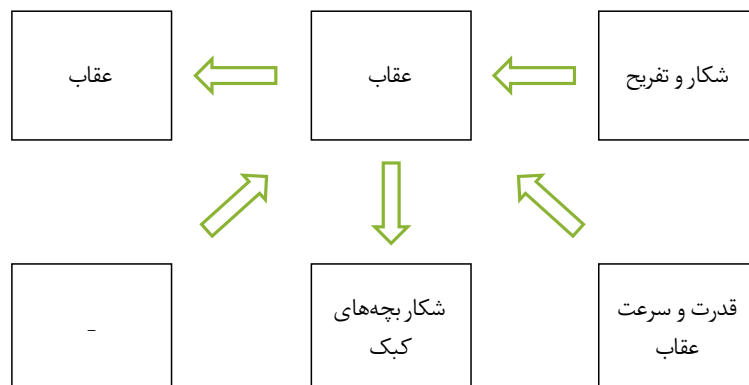 شکار و تفریح
عقاب
عقاب
قدرت و سرعت
عقاب
شکار بچه‌های
کبک
-